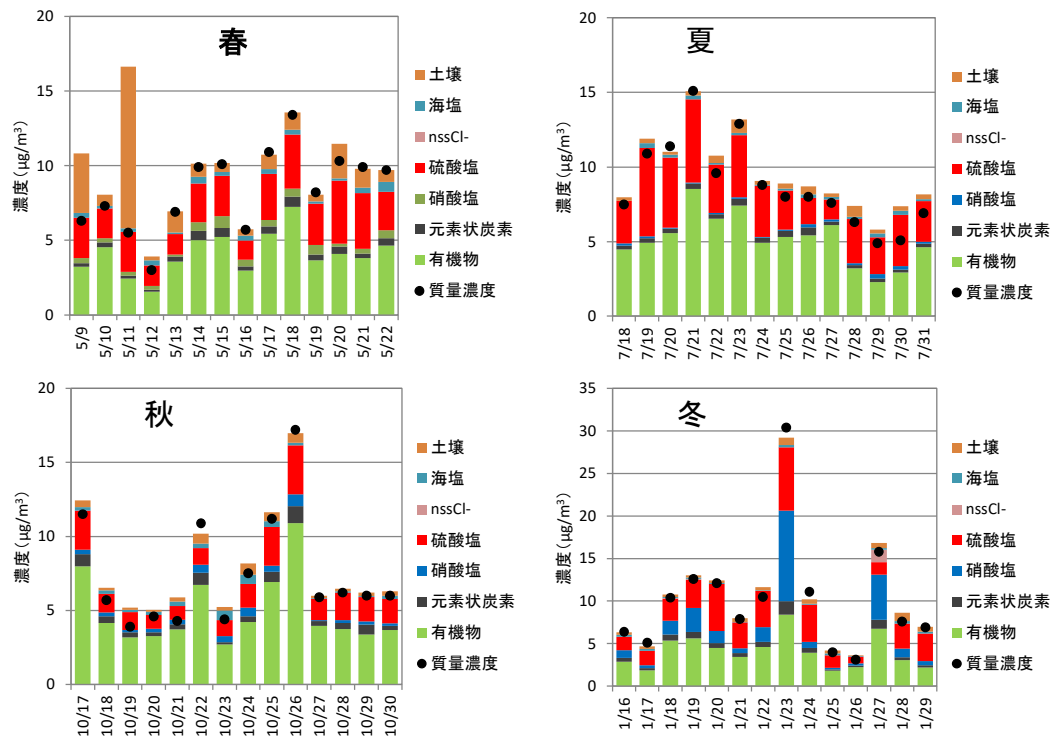 春
20
15
10
5
0
濃度(μg/m³)
5/9
5/10
5/11
5/12
5/13
5/14
5/15
5/16
5/17
5/18
5/19
5/20
5/21
5/22
土壌
海塩
nssCl-
硫酸塩
硝酸塩
元素状炭素
有機物
質量濃度
夏
20
15
10
5
0
濃度(μg/m³)
7/18
7/19
7/20
7/21
7/22
7/23
7/24
7/25
7/26
7/27
7/28
7/29
7/30
7/31
土壌
海塩
nssCl-
硫酸塩
硝酸塩
元素状炭素
有機物
質量濃度
秋
20
15
10
5
0
濃度(μg/m³)
10/17
10/18
10/19
10/20
10/21
10/22
10/23
10/24
10/25
10/26
10/27
10/28
10/29
10/30
土壌
海塩
nssCl-
硫酸塩
硝酸塩
元素状炭素
有機物
質量濃度
冬
35
30
25
20
15
10
5
0
濃度(μg/m³)
1/16
1/17
1/18
1/19
1/20
1/21
1/22
1/23
1/24
1/25
1/26
1/27
1/28
1/29
土壌
海塩
nssCl-
硫酸塩
硝酸塩
元素状炭素
有機物
質量濃度